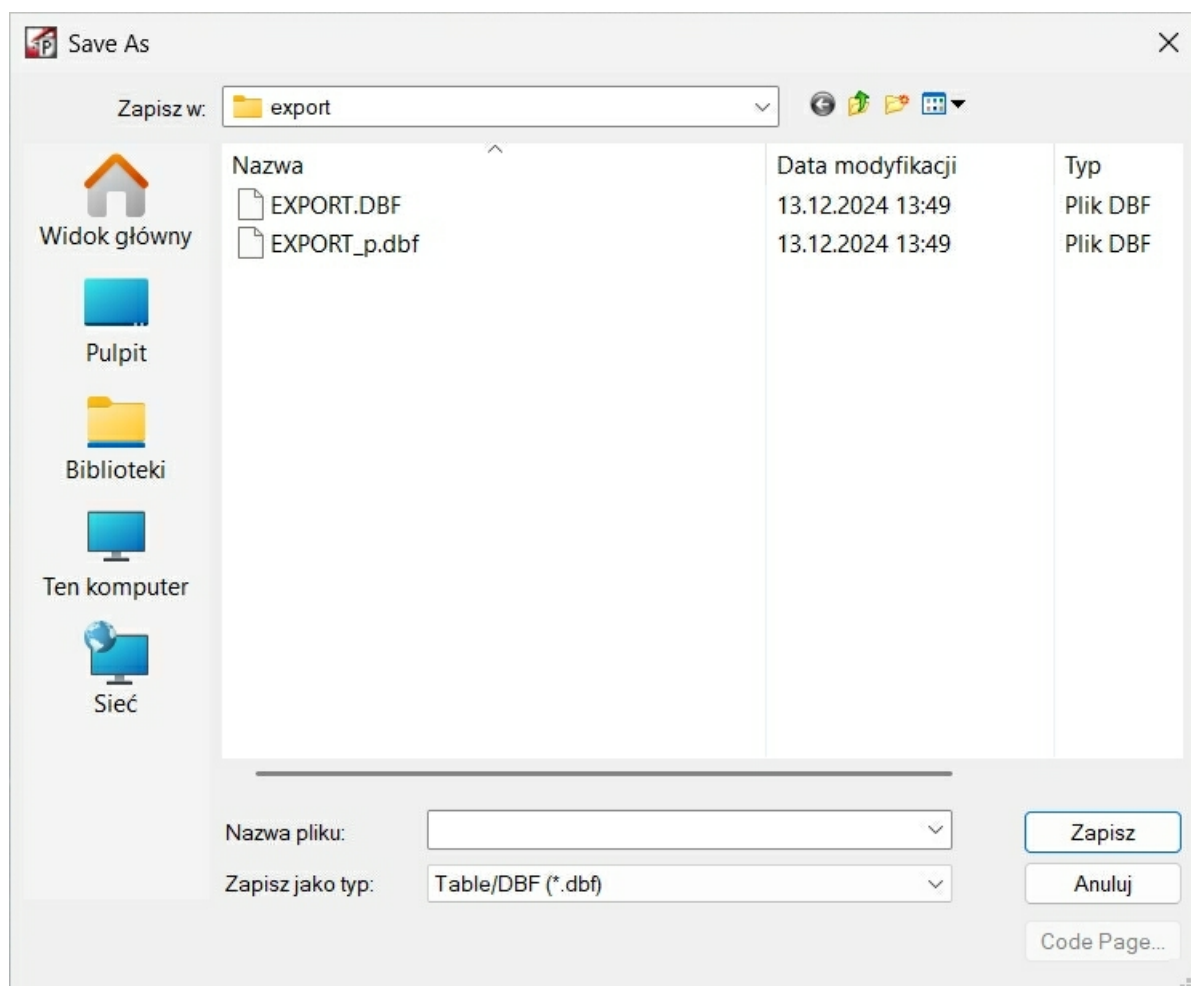 Save As
Zapisz w: export
Nazwa Data modyfikacji Typ
EXPORT.DBF 13.12.2024 13:49 Plik DBF
EXPORT_p.dbf 13.12.2024 13:49 Plik DBF
Widok główny
Pulpit
Biblioteki
Ten komputer
Sieć
Nazwa pliku: Zapisz
Zapisz jako typ: Table/DBF (*.dbf) Anuluj
Code Page...